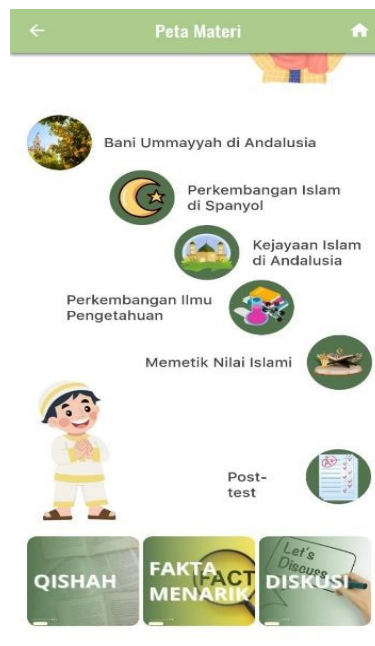 Peta Materi
Bani Ummayyah di Andalusia
Perkembangan Islam
di Spanyol
Kejayaan Islam
di Andalusia
Perkembangan Ilmu
Pengetahuan
Memetik Nilai Islami
Post-
test
A+
QISHAH
FAKTA
MENARIK
FACT
Let's
Discuss
DISKUSI